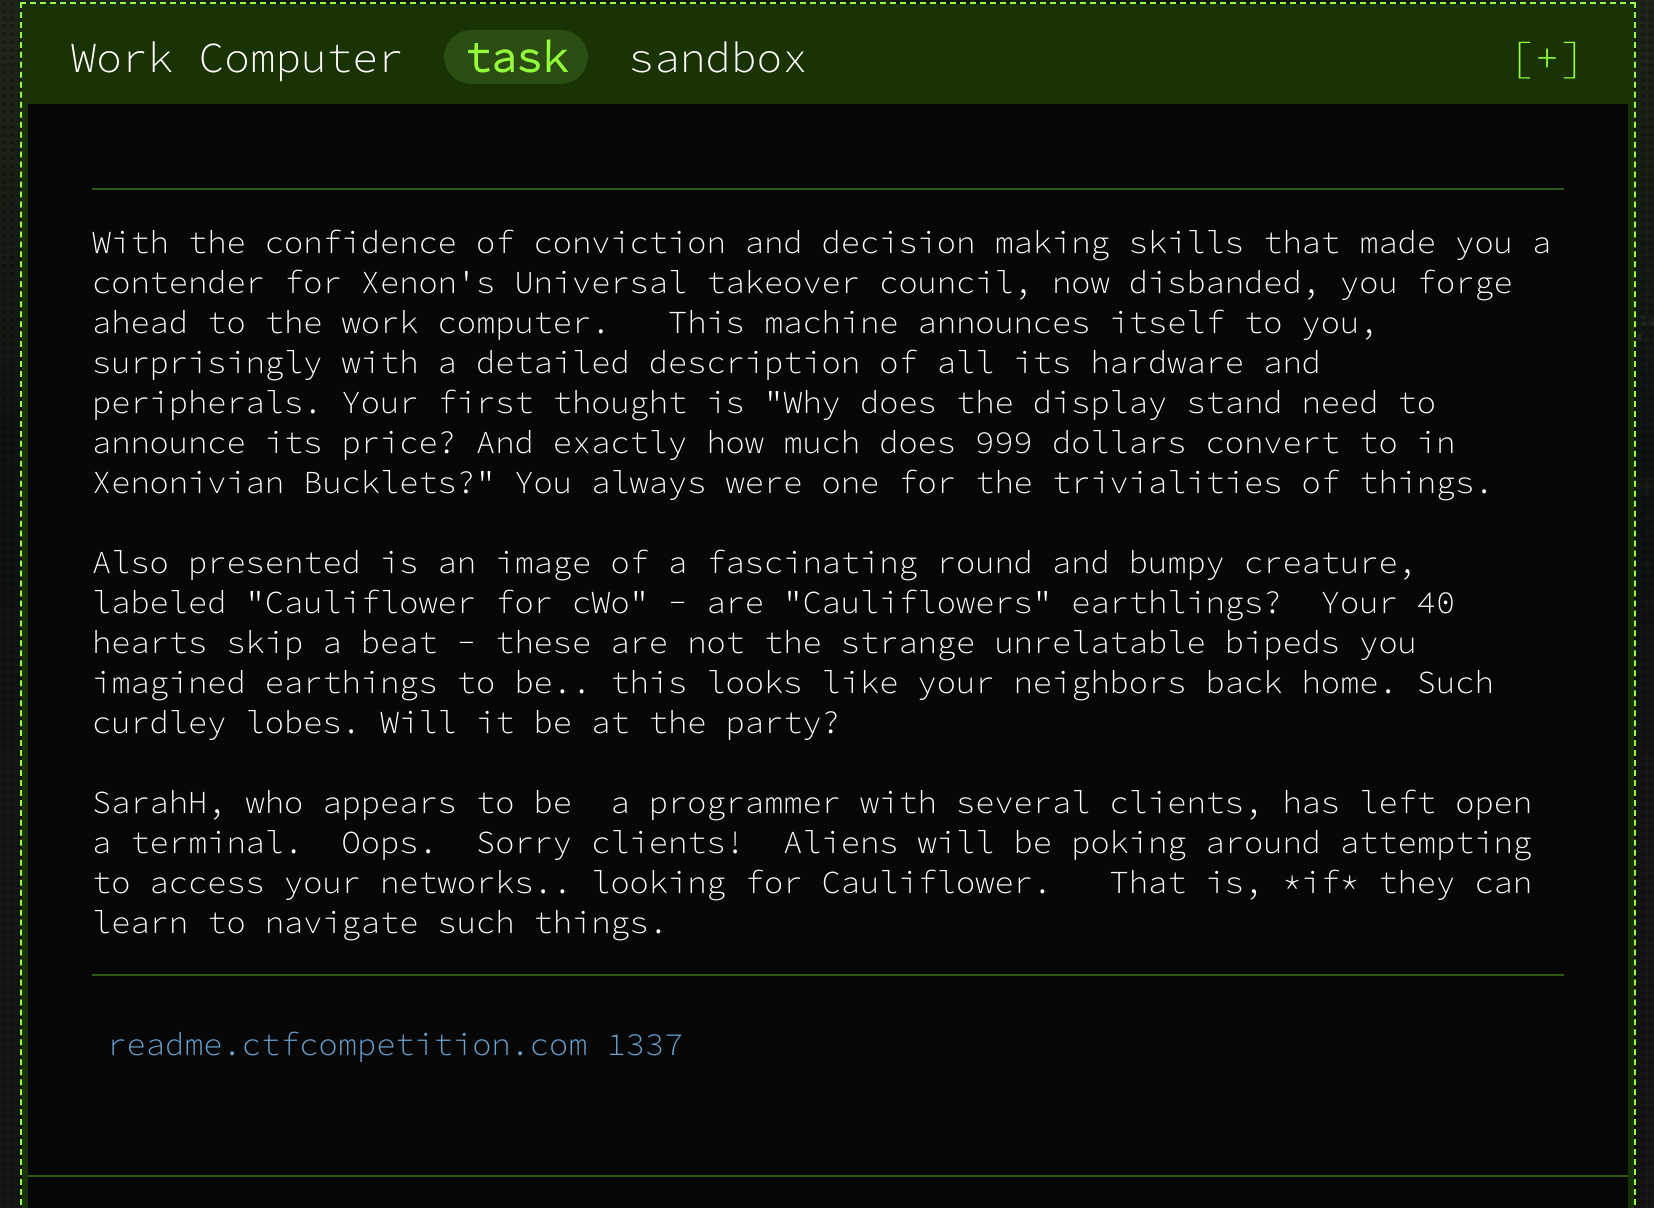 Work Computer task sandbox [+]
With the confidence of conviction and decision making skills that made you a
contender for Xenon's Universal takeover council, now disbanded, you forge
ahead to the work computer.   This machine announces itself to you,
surprisingly with a detailed description of all its hardware and
peripherals. Your first thought is "Why does the display stand need to
announce its price? And exactly how much does 999 dollars convert to in
Xenonivian Bucklets?" You always were one for the trivialities of things.
Also presented is an image of a fascinating round and bumpy creature,
labeled "Cauliflower for cWo" - are "Cauliflowers" earthlings?  Your 40
hearts skip a beat - these are not the strange unrelatable bipeds you
imagined earthings to be.. this looks like your neighbors back home. Such
curdley lobes. Will it be at the party?
SarahH, who appears to be  a programmer with several clients, has left open
a terminal.  Oops.  Sorry clients!  Aliens will be poking around attempting
to access your networks.. looking for Cauliflower.   That is, *if* they can
learn to navigate such things.
readme.ctfcompetition.com 1337